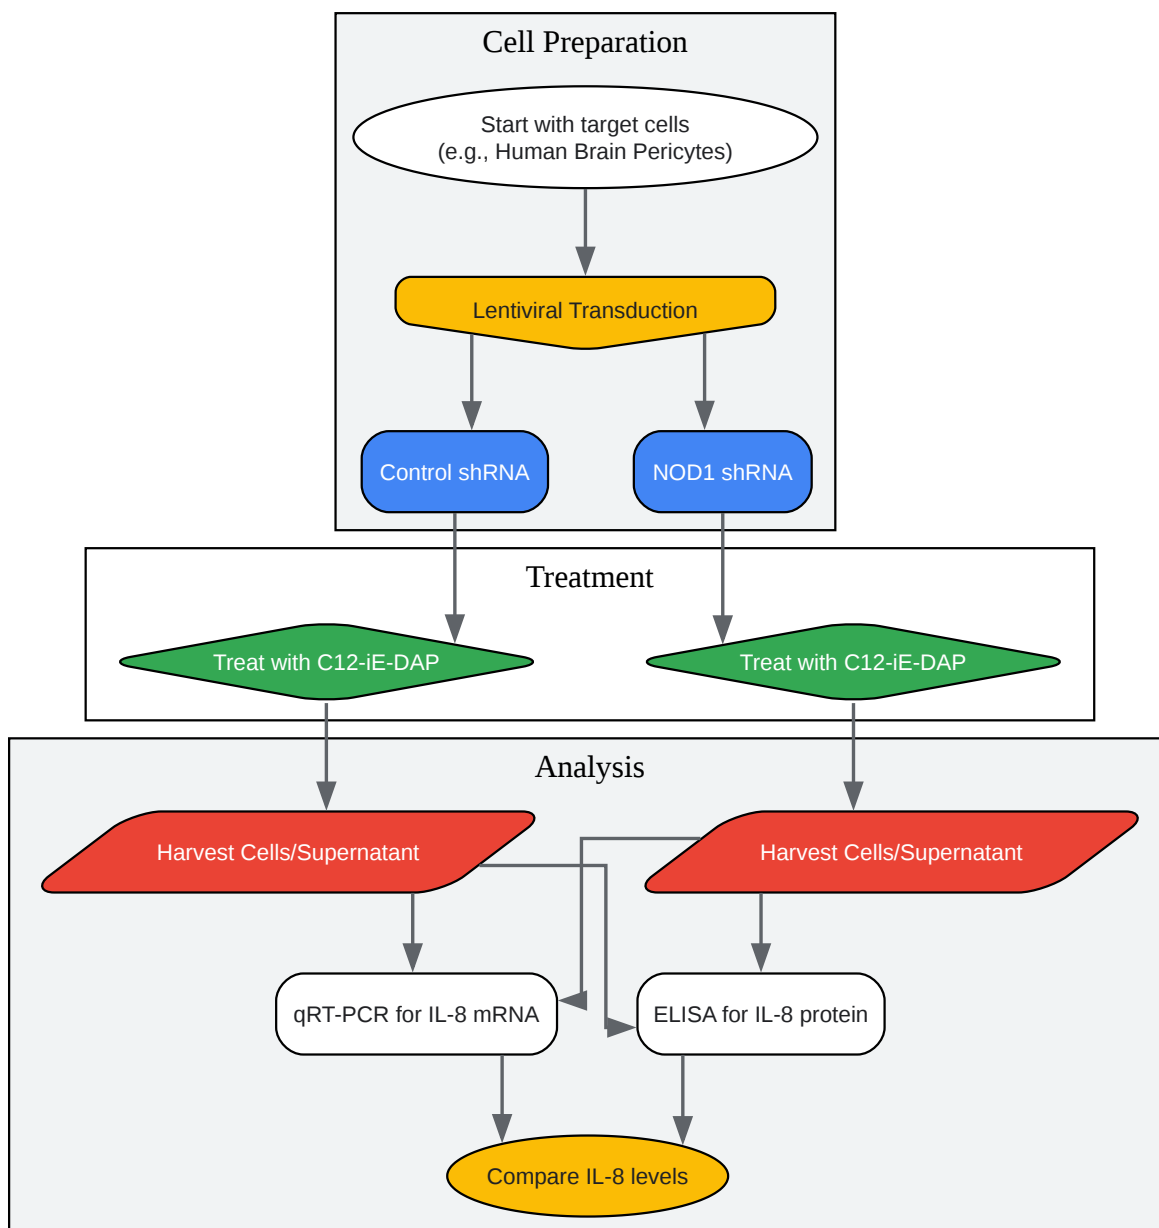 Cell Preparation
Start with target cells
(e.g., Human Brain Pericytes)
Lentiviral Transduction
Control shRNA
NOD1 shRNA
Treatment
Treat with C12-iE-DAP
Treat with C12-iE-DAP
Analysis
Harvest Cells/Supernatant
Harvest Cells/Supernatant
qRT-PCR for IL-8 mRNA
ELISA for IL-8 protein
Compare IL-8 levels